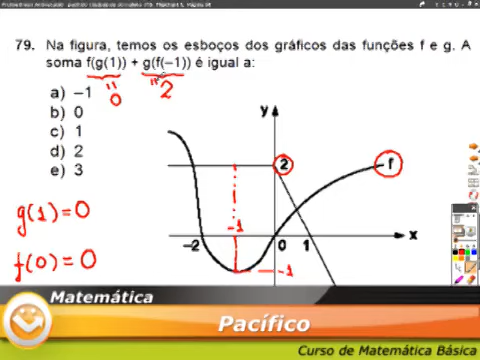 79. Na figura, temos os esboços dos gráficos das funções f e g. A
soma f(g(1)) + g(f(−1)) é igual a:
" "
0 2
a) −1
b) 0
c) 1
d) 2
e) 3
g(1)=0
f(0)=0
y
2
f
-1
−2
0
1
x
-1
Matemática
Pacífico
Curso de Matemática Básica